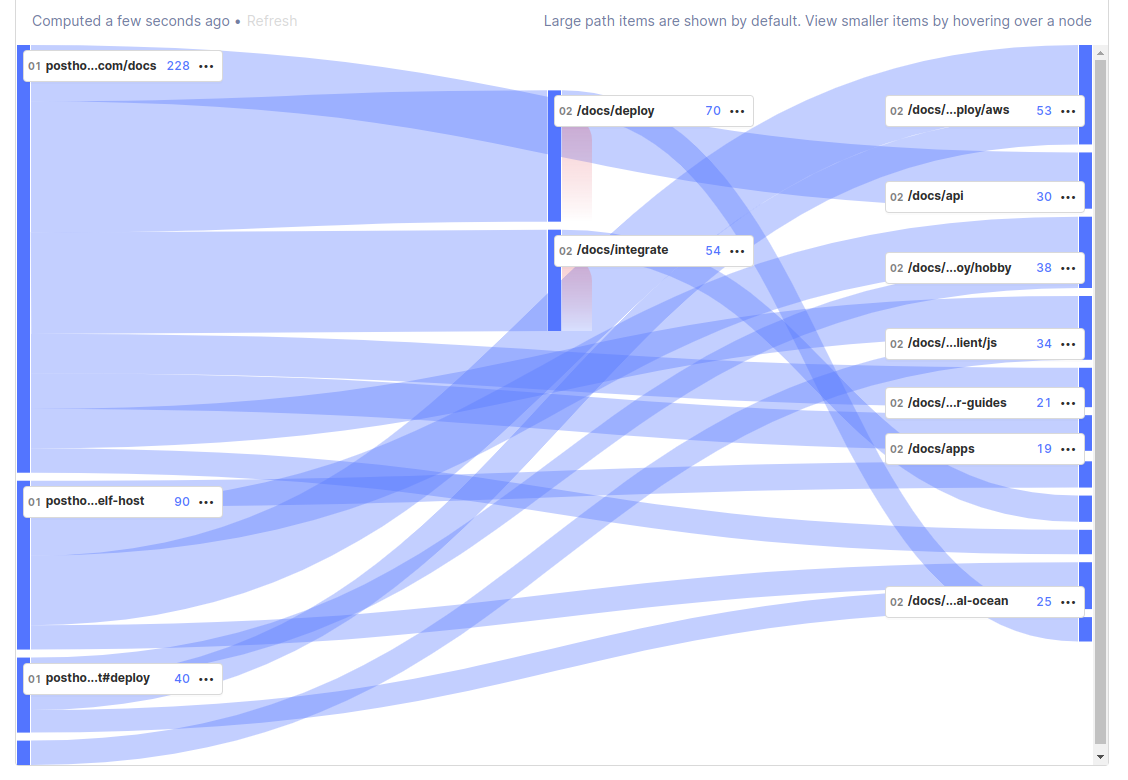 Computed a few seconds ago • Refresh
Large path items are shown by default. View smaller items by hovering over a node
01 postho...com/docs 228 •••
02 /docs/deploy 70 •••
02 /docs/...ploy/aws 53 •••
02 /docs/api 30 •••
02 /docs/integrate 54 •••
02 /docs/...oy/hobby 38 •••
02 /docs/...lient/js 34 •••
02 /docs/...r-guides 21 •••
02 /docs/apps 19 •••
01 postho...elf-host 90 •••
02 /docs/...al-ocean 25 •••
01 postho...t#deploy 40 •••